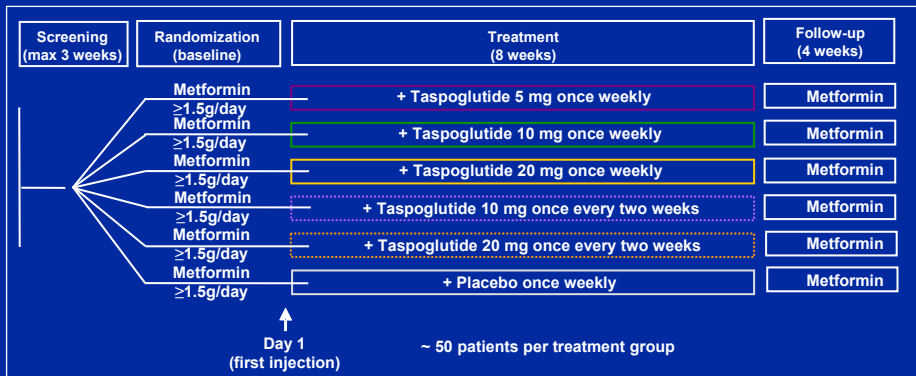 Screening
(max 3 weeks)
Randomization
(baseline)
Treatment
(8 weeks)
Follow-up
(4 weeks)
Metformin
≥1.5g/day
+ Taspoglutide 5 mg once weekly
Metformin
Metformin
≥1.5g/day
+ Taspoglutide 10 mg once weekly
Metformin
Metformin
≥1.5g/day
+ Taspoglutide 20 mg once weekly
Metformin
Metformin
≥1.5g/day
+ Taspoglutide 10 mg once every two weeks
Metformin
Metformin
≥1.5g/day
+ Taspoglutide 20 mg once every two weeks
Metformin
Metformin
≥1.5g/day
+ Placebo once weekly
Metformin
Day 1
(first injection)
~ 50 patients per treatment group